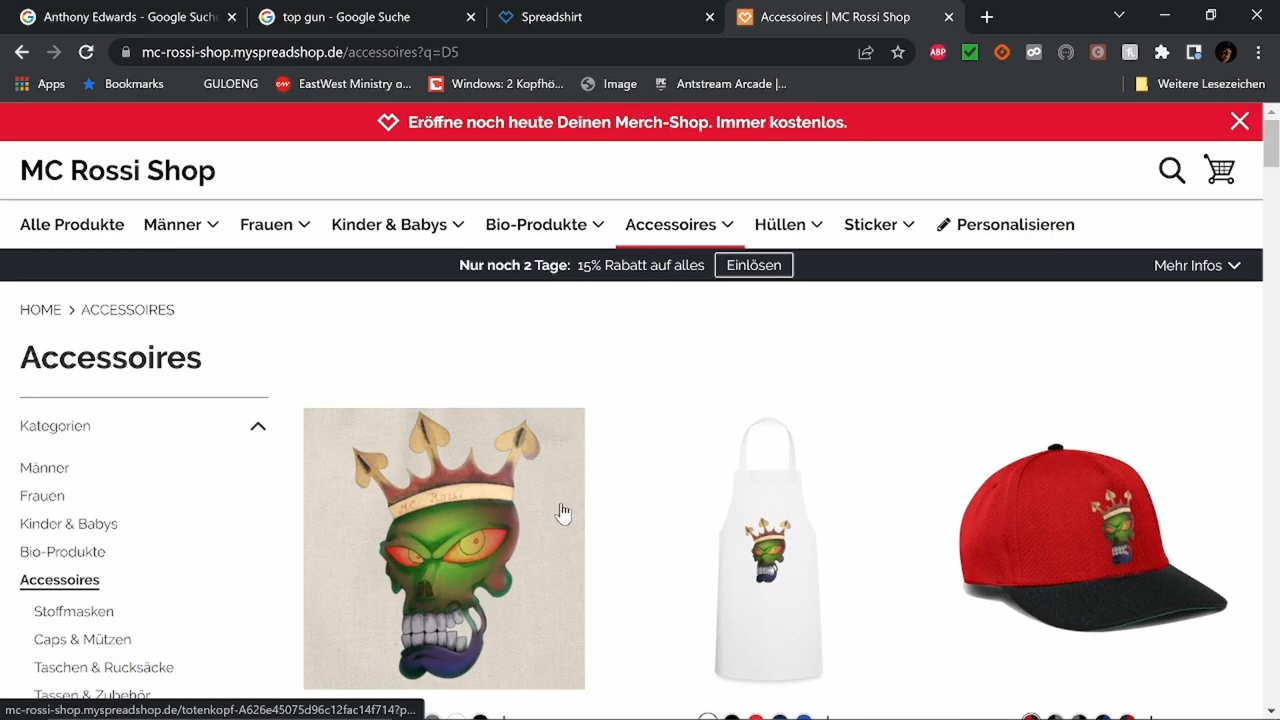 Anthony Edwards - Google Suche
top gun - Google Suche
Spreadshirt
Accessoires | MC Rossi Shop
mc-rossi-shop.myspreadshop.de/accessoires?q=D5
Apps
Bookmarks
GULOENG
EastWest Ministry o...
Windows: 2 Kopfhö...
Image
Antstream Arcade |...
Weitere Lesezeichen
Eröffne noch heute Deinen Merch-Shop. Immer kostenlos.
MC Rossi Shop
Alle Produkte
Männer
Frauen
Kinder & Babys
Bio-Produkte
Accessoires
Hüllen
Sticker
Personalisieren
Nur noch 2 Tage: 15% Rabatt auf alles
Einlösen
Mehr Infos
HOME > ACCESSOIRES
Accessoires
Kategorien
Männer
Frauen
Kinder & Babys
Bio-Produkte
Accessoires
Stoffmasken
Caps & Mützen
Taschen & Rucksäcke
Tassen & Zubehör
MC Rossi
mc-rossi-shop.myspreadshop.de/totenkopf-A626e45075d96c12fac14f714?p...